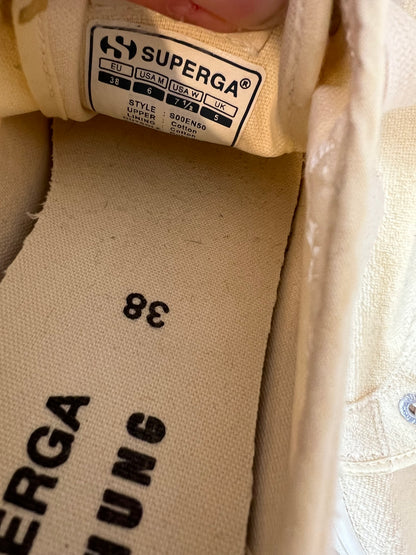 SUPERGA®
EU USA M USA W UK
38 6 7 ½ 5
STYLE : S00EN50
UPPER : Cotton
LINING : Cotton
38
ERGA
HUNG